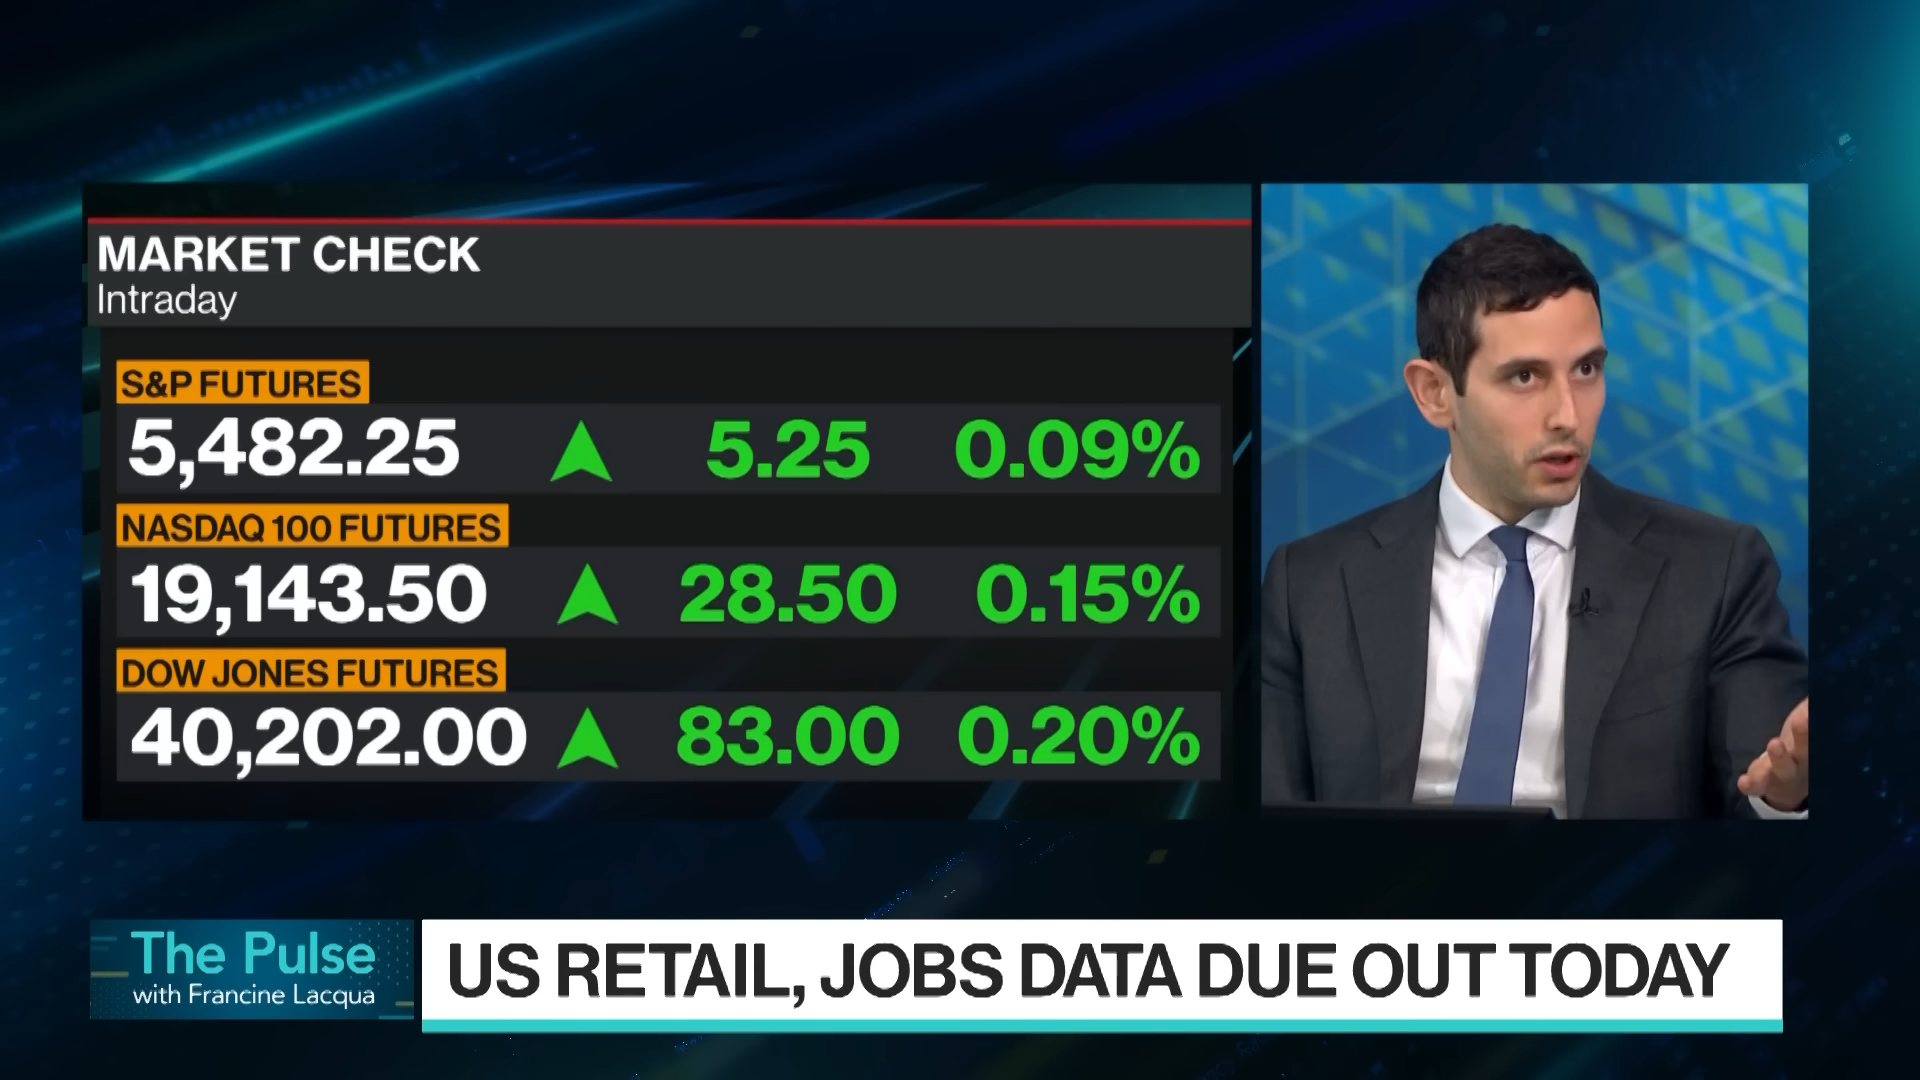 MARKET CHECK
Intraday
S&P FUTURES
5,482.25 ▲ 5.25 0.09%
NASDAQ 100 FUTURES
19,143.50 ▲ 28.50 0.15%
DOW JONES FUTURES
40,202.00 ▲ 83.00 0.20%
The Pulse
with Francine Lacqua
US RETAIL, JOBS DATA DUE OUT TODAY